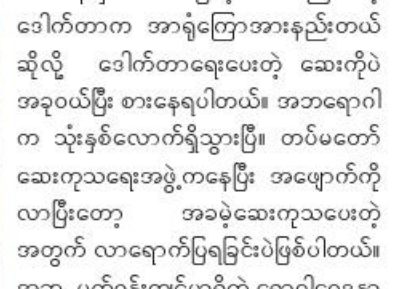 ဒေါက်တာက အာရုံကြောအားနည်းတယ်
ဆိုလို့ ဒေါက်တာရေးပေးတဲ့ ဆေးကိုပဲ
အခုဝယ်ပြီး စားနေရပါတယ်။ အဘရောဂါ
က သုံးနှစ်လောက်ရှိသွားပြီ။ တပ်မတော်
ဆေးကုသရေးအဖွဲ့ကနေပြီး အဖျောက်ကို
လာပြီးတော့ အခမဲ့ဆေးကုသပေးတဲ့
အတွက် လာရောက်ပြရခြင်းပဲဖြစ်ပါတယ်။